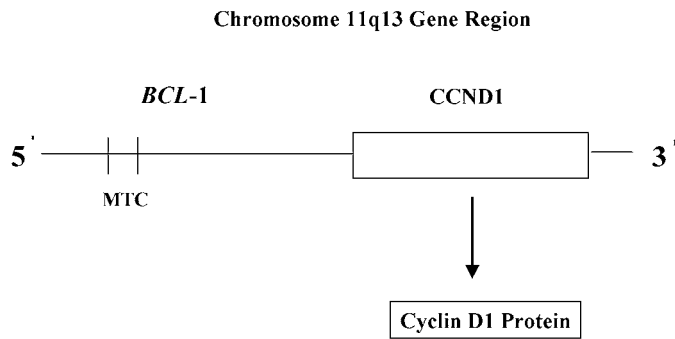 Chromosome 11q13 Gene Region
BCL-1
CCND1
5'
3'
MTC
Cyclin D1 Protein